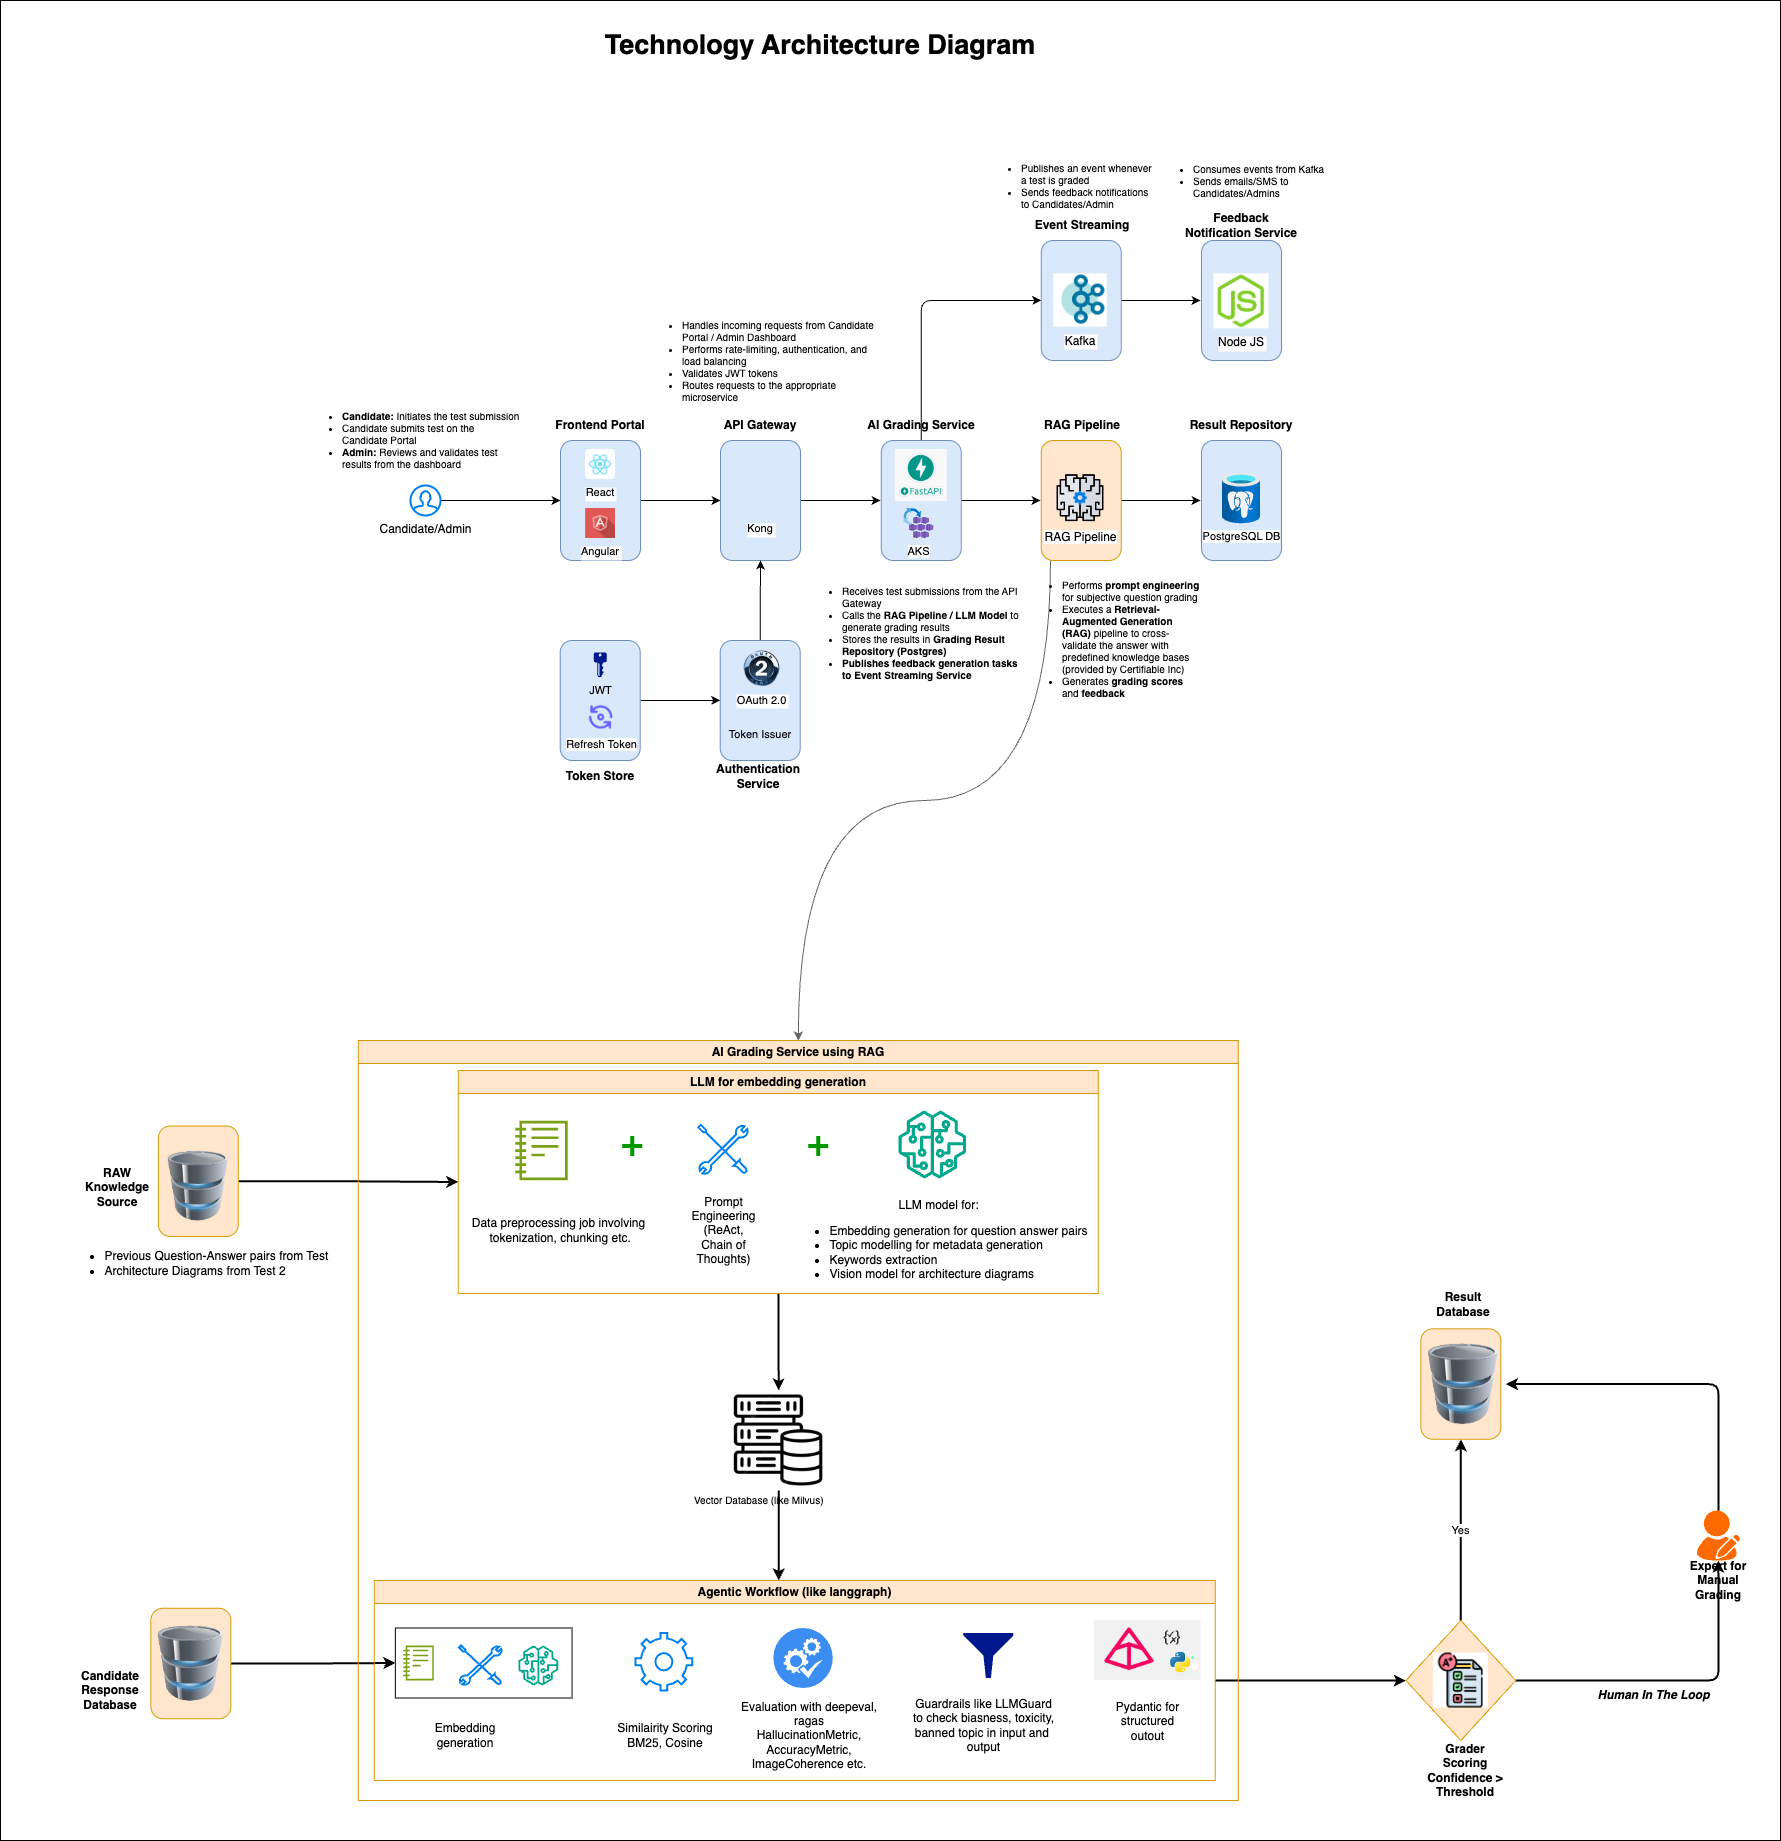 Technology Architecture Diagram
Publishes an event whenever
a test is graded
Sends feedback notifications
to Candidates/Admin
Consumes events from Kafka
Sends emails/SMS to
Candidates/Admins
Event Streaming
Feedback
Notification Service
Kafka
JS
Node JS
Handles incoming requests from Candidate
Portal / Admin Dashboard
Performs rate-limiting, authentication, and
load balancing
Validates JWT tokens
Routes requests to the appropriate
microservice
Candidate: Initiates the test submission
Candidate submits test on the
Candidate Portal
Admin: Reviews and validates test
results from the dashboard
Candidate/Admin
Frontend Portal
React
Angular
API Gateway
Kong
AI Grading Service
FastAPI
AKS
RAG Pipeline
RAG Pipeline
Result Repository
PostgreSQL DB
Receives test submissions from the API
Gateway
Calls the RAG Pipeline / LLM Model to
generate grading results
Stores the results in Grading Result
Repository (Postgres)
Publishes feedback generation tasks
to Event Streaming Service
Performs prompt engineering
for subjective question grading
Executes a Retrieval-
Augmented Generation
(RAG) pipeline to cross-
validate the answer with
predefined knowledge bases
(provided by Certifiable Inc)
Generates grading scores
and feedback
JWT
Refresh Token
Token Store
2
OAuth 2.0
Token Issuer
Authentication
Service
AI Grading Service using RAG
LLM for embedding generation
RAW
Knowledge
Source
Previous Question-Answer pairs from Test
Architecture Diagrams from Test 2
Data preprocessing job involving
tokenization, chunking etc.
+
Prompt
Engineering
(ReAct,
Chain of
Thoughts)
+
LLM model for:
Embedding generation for question answer pairs
Topic modelling for metadata generation
Keywords extraction
Vision model for architecture diagrams
Vector Database (like Milvus)
Agentic Workflow (like langgraph)
Candidate
Response
Database
Embedding
generation
Similairity Scoring
BM25, Cosine
Evaluation with deepeval,
ragas
HallucinationMetric,
AccuracyMetric,
ImageCoherence etc.
Guardrails like LLMGuard
to check biasness, toxicity,
banned topic in input and
output
Pydantic for
structured
outout
Result
Database
Yes
Expert for
Manual
Grading
Human In The Loop
A+
Grader
Scoring
Confidence >
Threshold